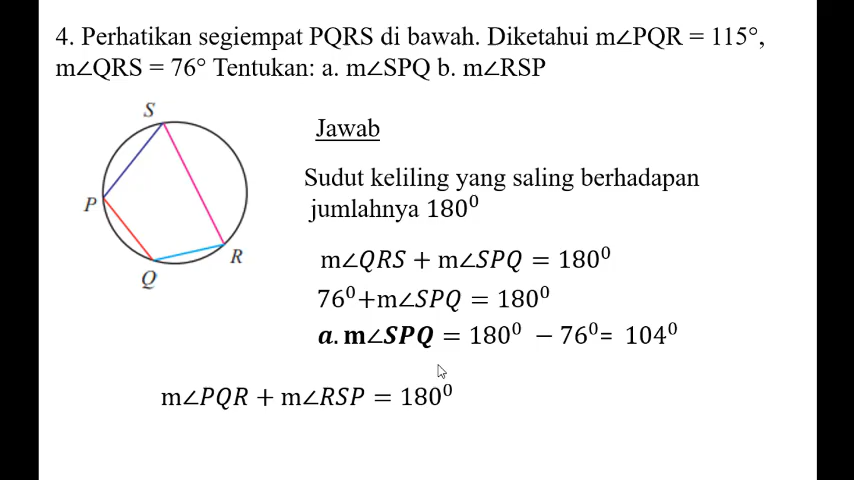 4. Perhatikan segiempat PQRS di bawah. Diketahui m∠PQR = 115°,
m∠QRS = 76° Tentukan: a. m∠SPQ b. m∠RSP
Jawab
Sudut keliling yang saling berhadapan
jumlahnya 180⁰
m∠QRS + m∠SPQ = 180⁰
76⁰+m∠SPQ = 180⁰
a. m∠SPQ = 180⁰ − 76⁰= 104⁰
m∠PQR + m∠RSP = 180⁰
S
P
R
Q